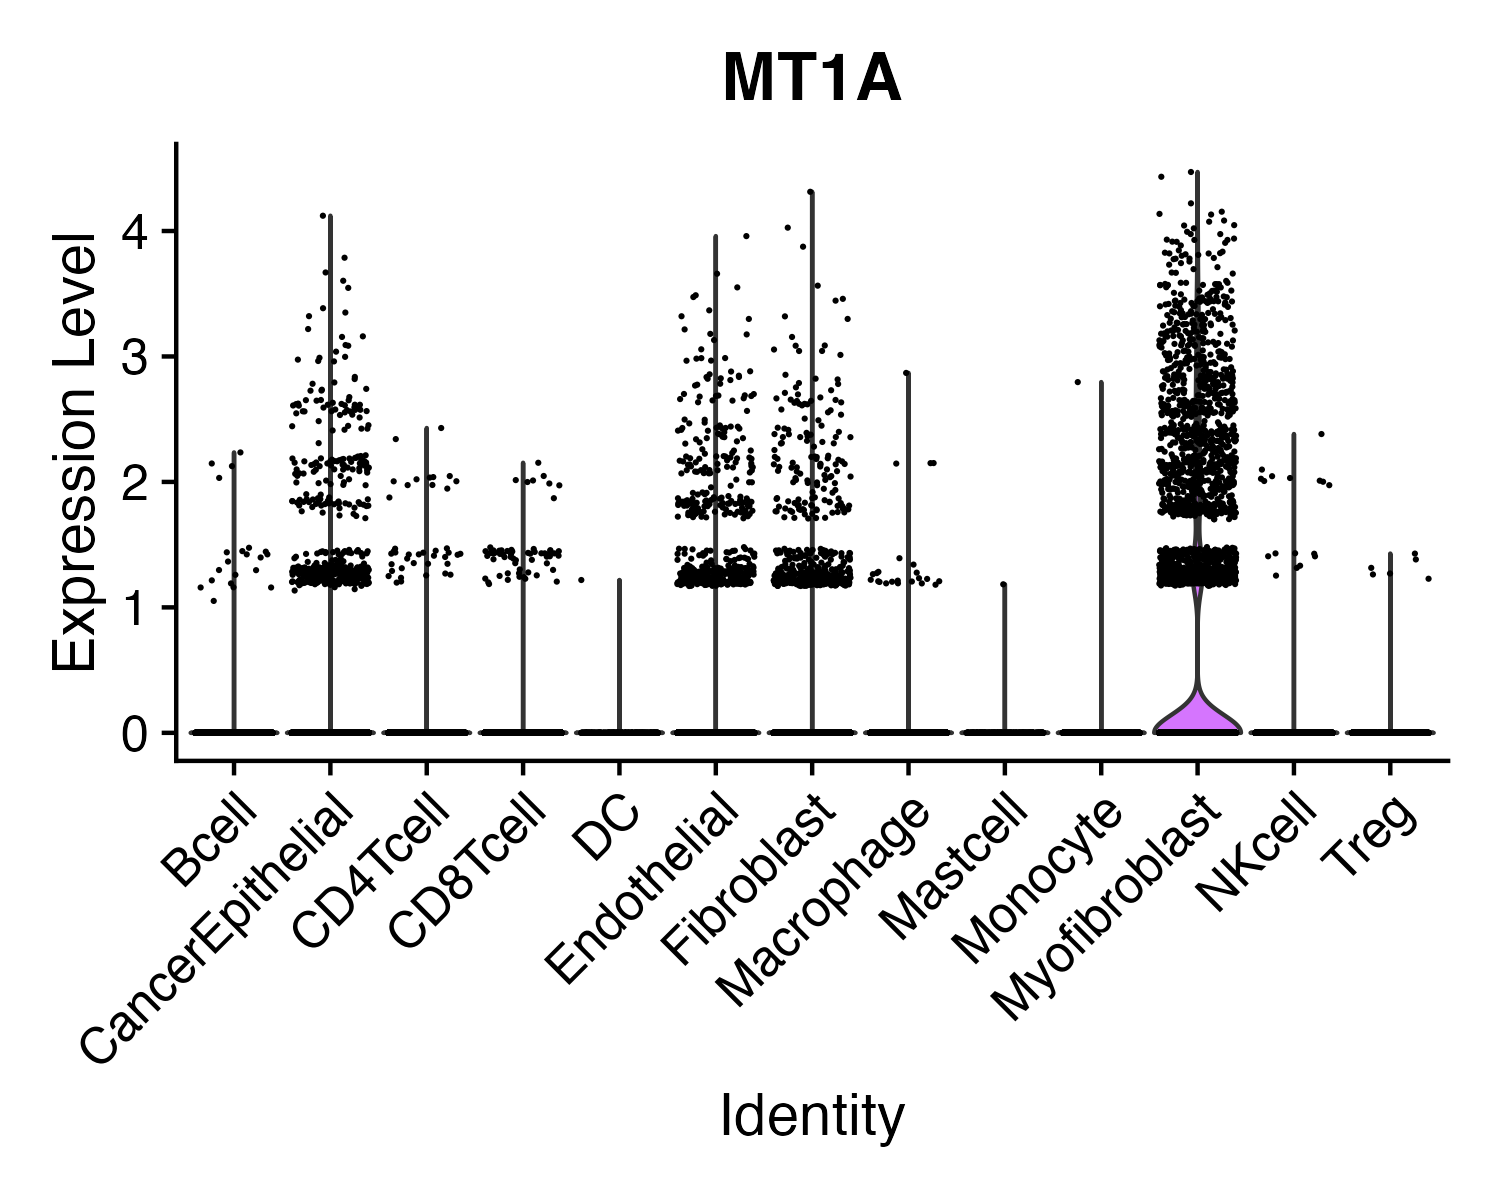 MT1A
Expression Level
4
3
2
1
0
Bcell
CancerEpithelial
CD4Tcell
CD8Tcell
DC
Endothelial
Fibroblast
Macrophage
Mastcell
Monocyte
Myofibroblast
NKcell
Treg
Identity